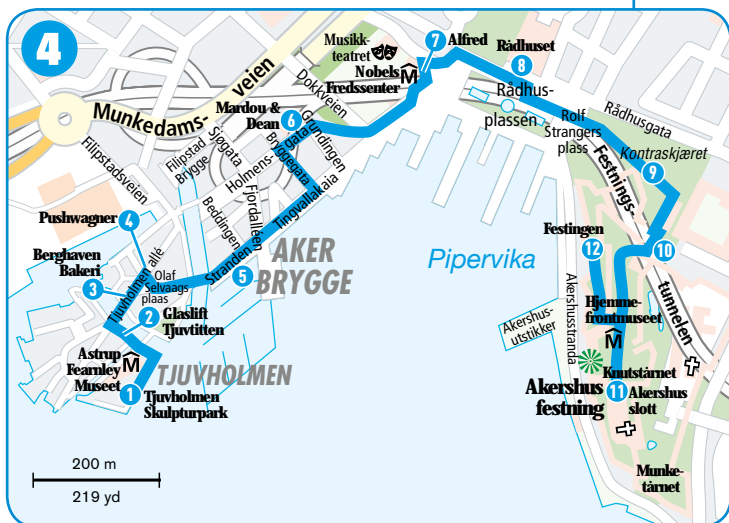 4
Musikk-
teatret
Nobels
Fredssenter
7
Alfred
Rådhuset
8
Munkedams-
veien
Dokkveien
Mardou &
Dean
6
Grundingen
Rådhus-
plassen
Rolf
Strangers
plass
Rådhusgata
Kontraskjæret
9
Festnings-
tunnelen
Filipstadsveien
Filipstad
Brygge
Sjøgata
Holmens-
gata
Bryggegata
Beddingen
Fjordalléen
Tingvallakaia
Pushwagner
4
Berghaven
Bakeri
3
Tjuvholmen allé
Olaf
Selvaags
plaas
Stranden
5
AKER
BRYGGE
Pipervika
Festingen
12
10
Akershusstranda
Akershus-
utstikker
Hjemme-
frontmuseet
M
2
Glaslift
Tjuvtitten
Astrup
Fearnley
Museet
M
TJUVHOLMEN
1
Tjuvholmen
Skulpturpark
Knutstårnet
Akershus
festning
11
Akershus
slott
Munke-
tårnet
200 m
219 yd
M